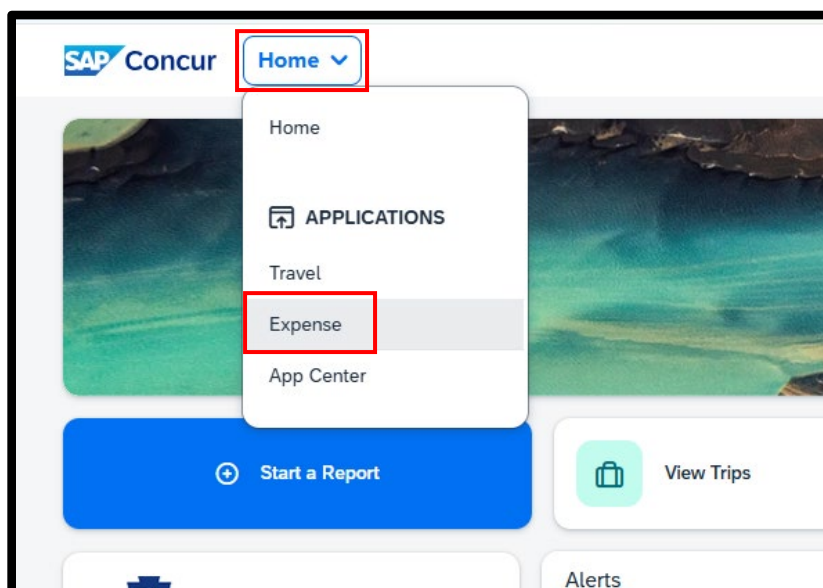 SAP Concur Home
Home
APPLICATIONS
Travel
Expense
App Center
Start a Report
View Trips
Alerts